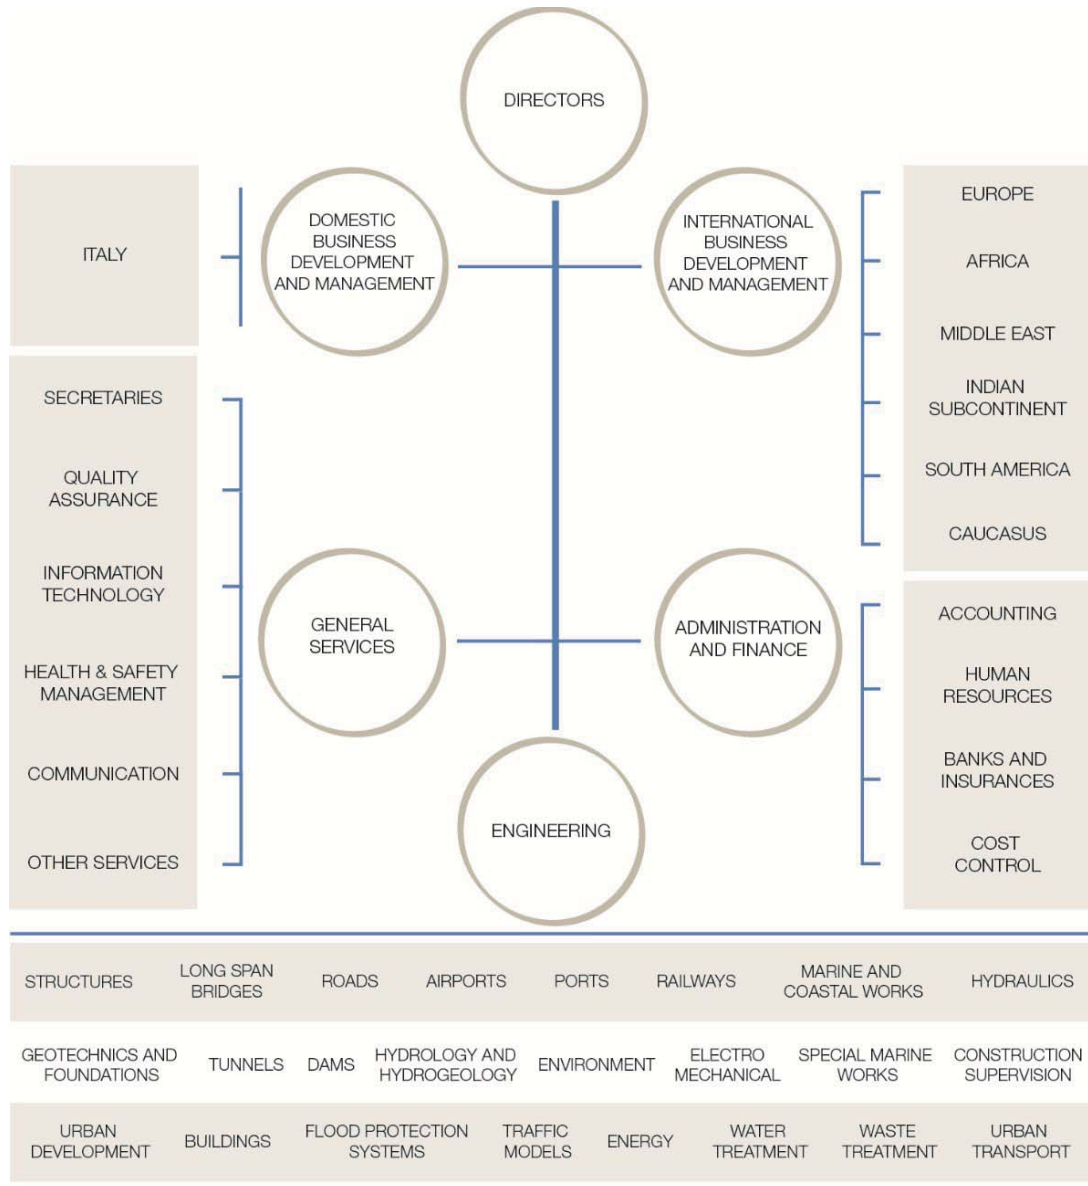 DIRECTORS
DOMESTIC
BUSINESS
DEVELOPMENT
AND MANAGEMENT
INTERNATIONAL
BUSINESS
DEVELOPMENT
AND MANAGEMENT
ITALY
EUROPE
AFRICA
MIDDLE EAST
INDIAN
SUBCONTINENT
SOUTH AMERICA
CAUCASUS
SECRETARIES
QUALITY
ASSURANCE
INFORMATION
TECHNOLOGY
HEALTH & SAFETY
MANAGEMENT
COMMUNICATION
OTHER SERVICES
GENERAL
SERVICES
ADMINISTRATION
AND FINANCE
ACCOUNTING
HUMAN
RESOURCES
BANKS AND
INSURANCES
COST
CONTROL
ENGINEERING
STRUCTURES
LONG SPAN
BRIDGES
ROADS
AIRPORTS
PORTS
RAILWAYS
MARINE AND
COASTAL WORKS
HYDRAULICS
GEOTECHNICS AND
FOUNDATIONS
TUNNELS
DAMS
HYDROLOGY AND
HYDROGEOLOGY
ENVIRONMENT
ELECTRO
MECHANICAL
SPECIAL MARINE
WORKS
CONSTRUCTION
SUPERVISION
URBAN
DEVELOPMENT
BUILDINGS
FLOOD PROTECTION
SYSTEMS
TRAFFIC
MODELS
ENERGY
WATER
TREATMENT
WASTE
TREATMENT
URBAN
TRANSPORT